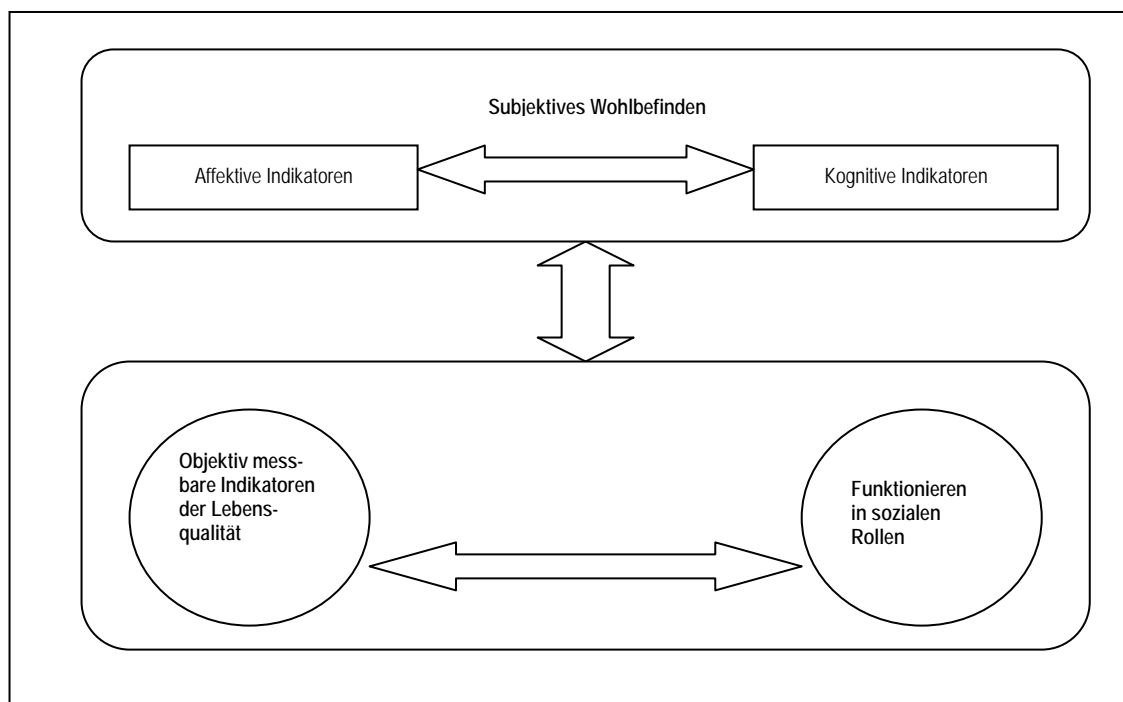 Subjektives Wohlbefinden
Affektive Indikatoren
Kognitive Indikatoren
Objektiv mess-
bare Indikatoren
der Lebens-
qualität
Funktionieren
in sozialen
Rollen